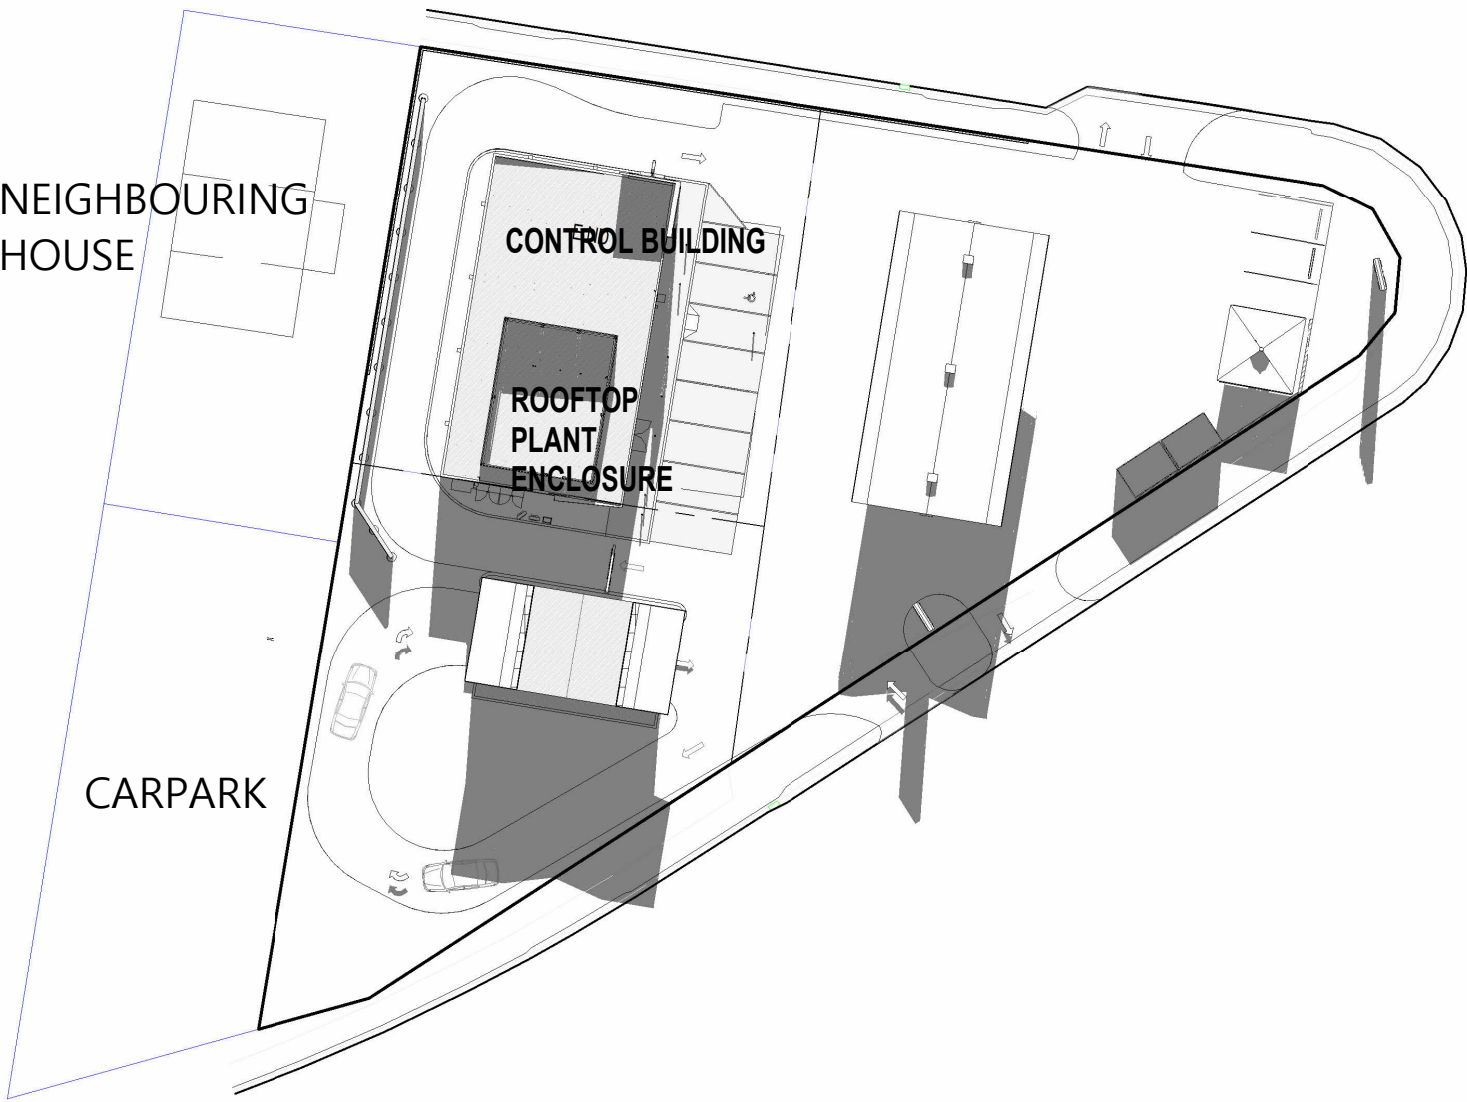 NEIGHBOURING
HOUSE
CONTROL BUILDING
ROOFTOP
PLANT
ENCLOSURE
CARPARK